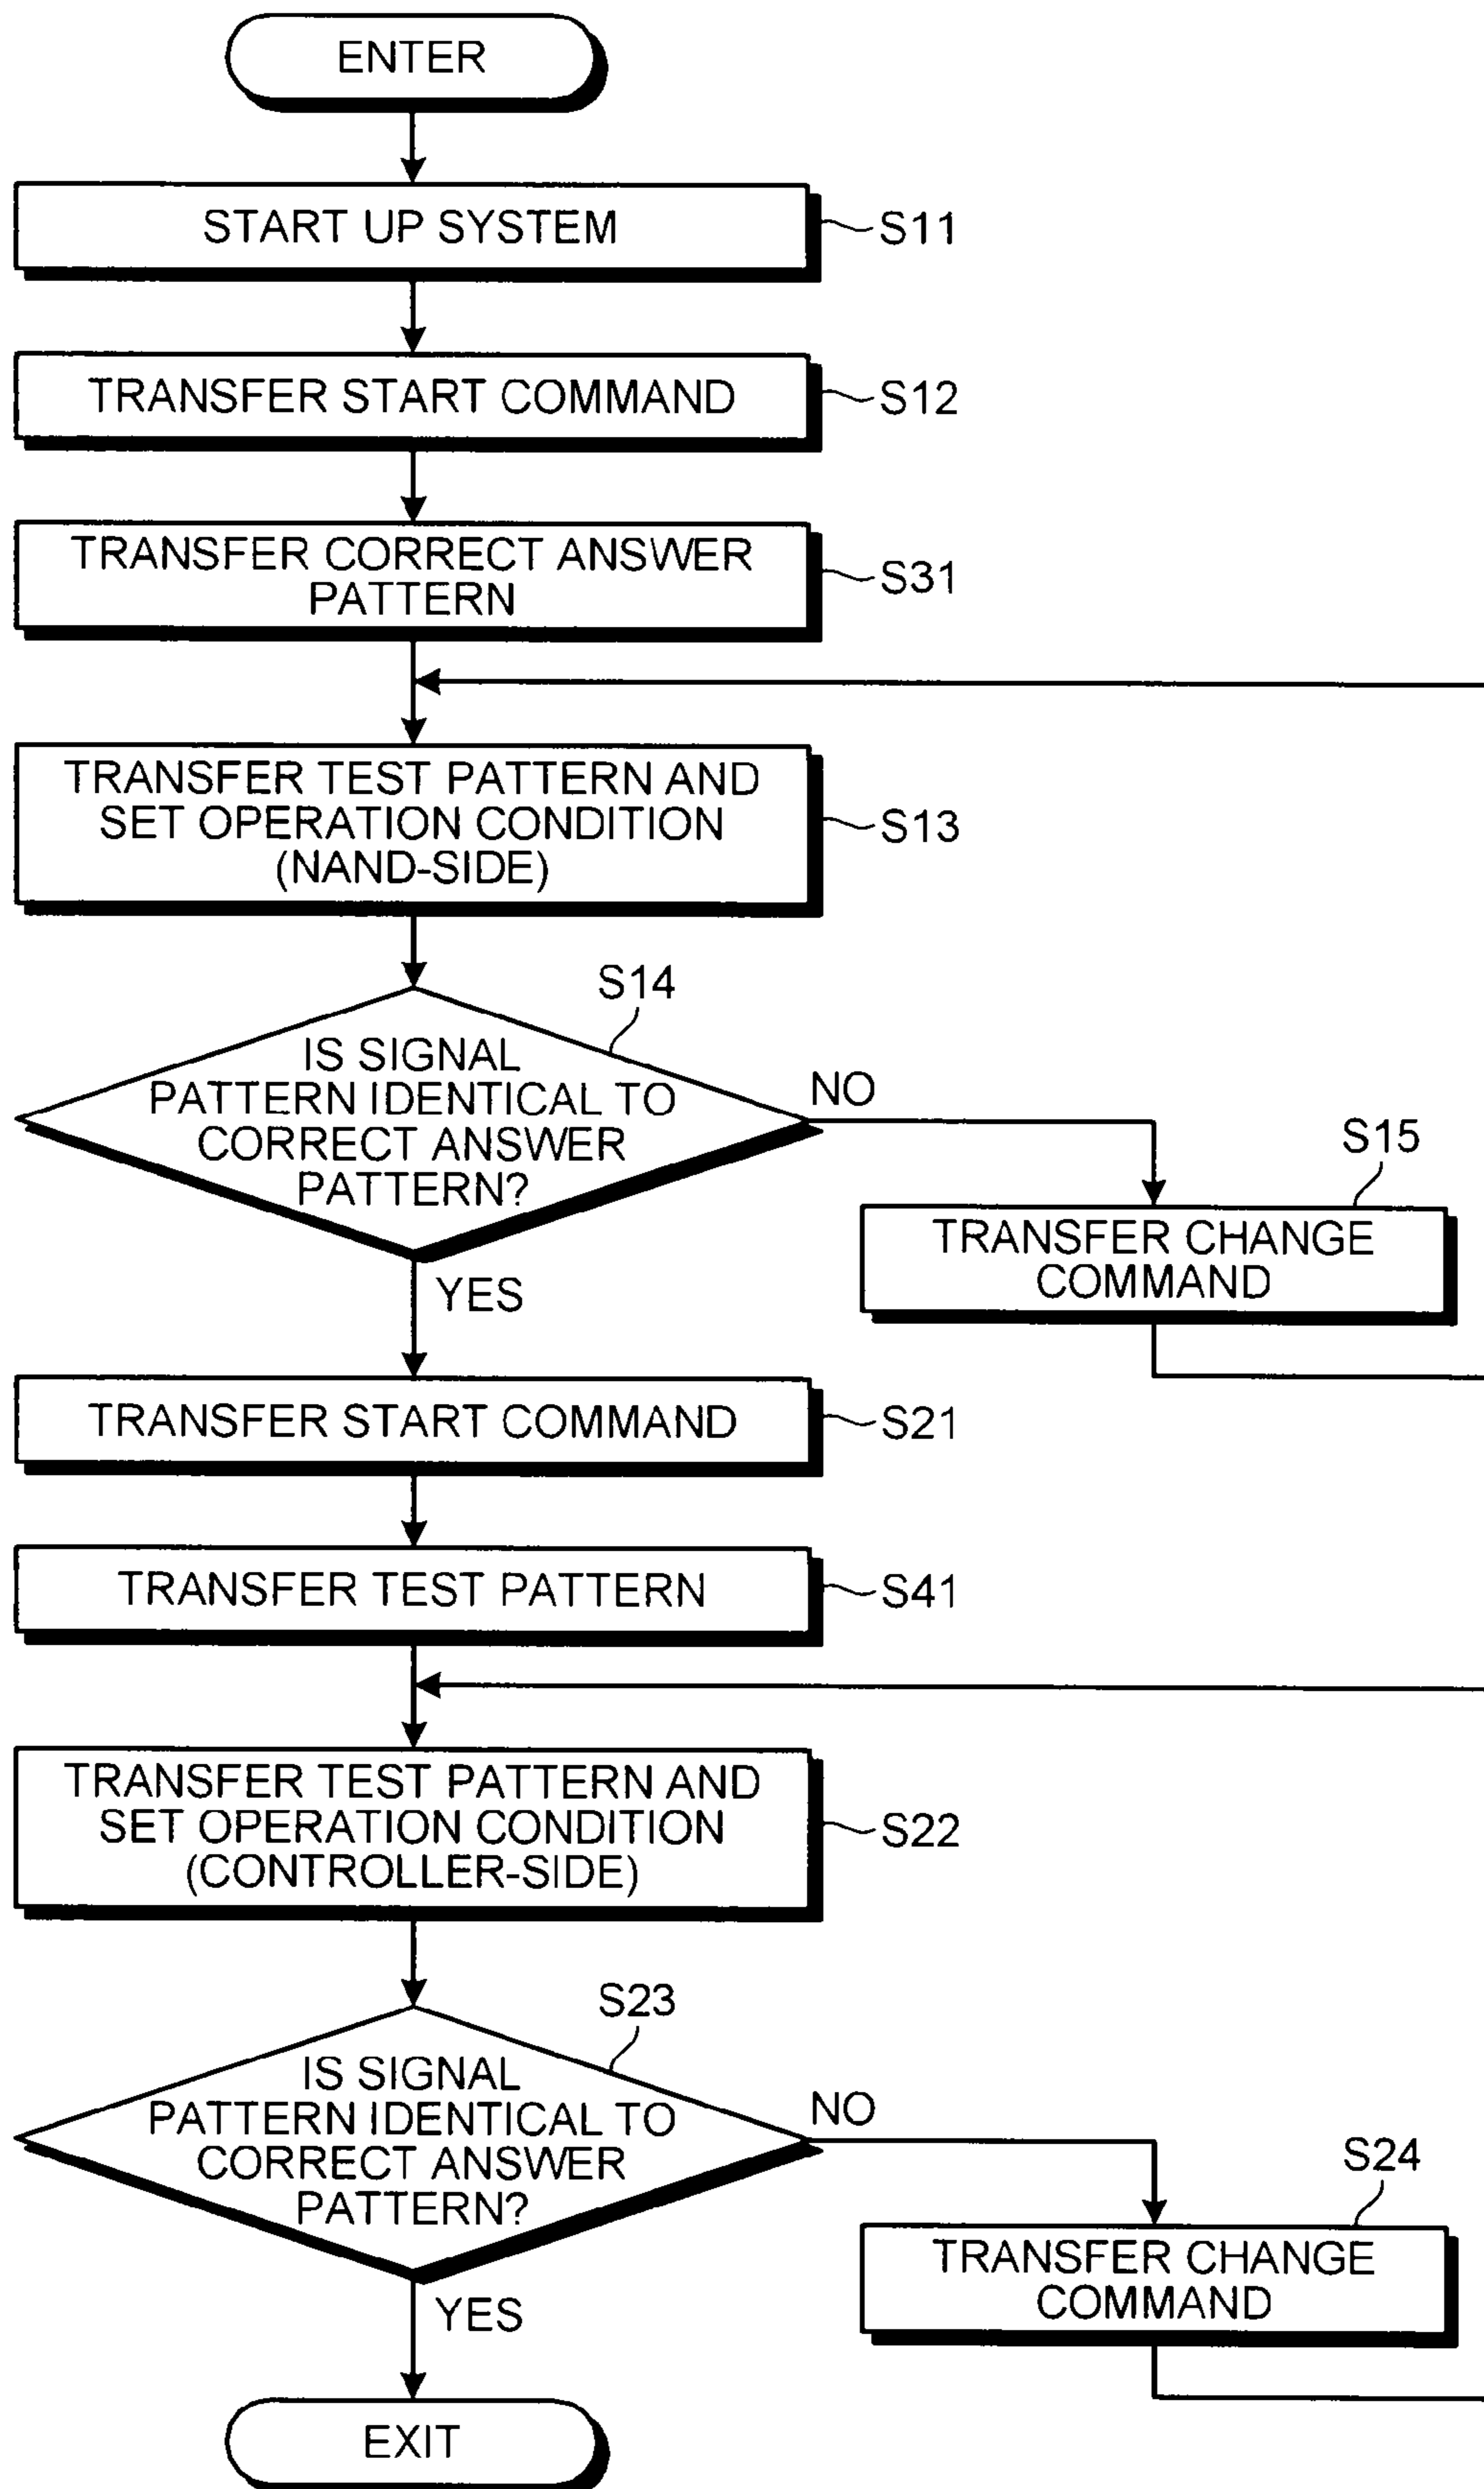 ENTER
START UP SYSTEM
S11
TRANSFER START COMMAND
S12
TRANSFER CORRECT ANSWER
PATTERN
S31
TRANSFER TEST PATTERN AND
SET OPERATION CONDITION
(NAND-SIDE)
S13
S14
IS SIGNAL
PATTERN IDENTICAL TO
CORRECT ANSWER
PATTERN?
NO
S15
TRANSFER CHANGE
COMMAND
YES
TRANSFER START COMMAND
S21
TRANSFER TEST PATTERN
S41
TRANSFER TEST PATTERN AND
SET OPERATION CONDITION
(CONTROLLER-SIDE)
S22
S23
IS SIGNAL
PATTERN IDENTICAL TO
CORRECT ANSWER
PATTERN?
NO
S24
TRANSFER CHANGE
COMMAND
YES
EXIT